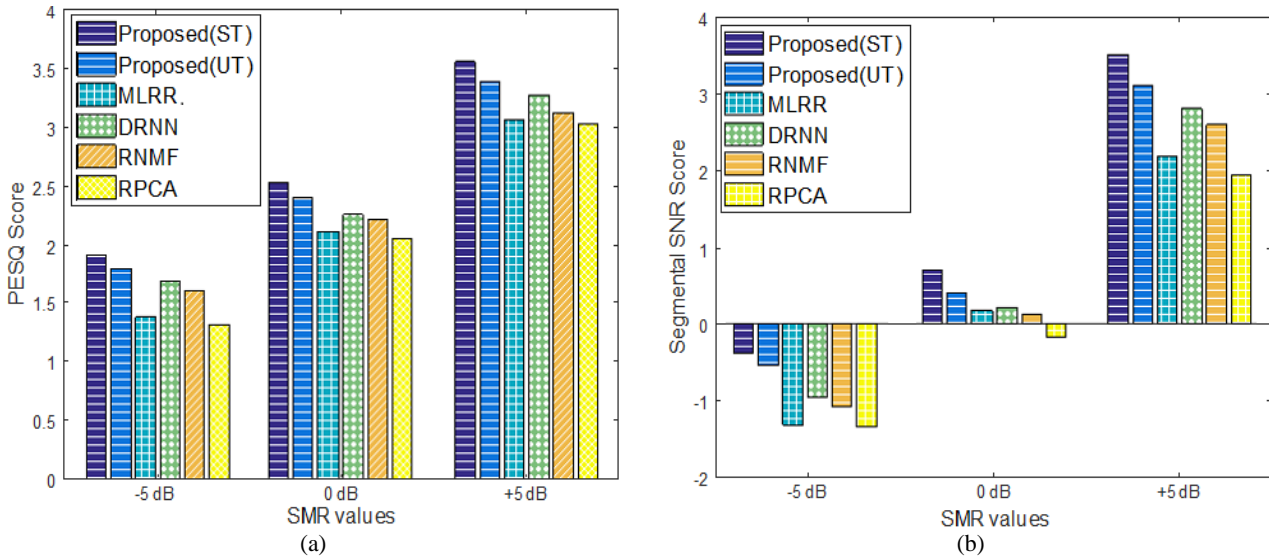 4
3.5
3
2.5
2
1.5
1
0.5
0
PESQ Score
Proposed(ST)
Proposed(UT)
MLRR.
DRNN
RNMF
RPCA
-5 dB 0 dB +5 dB
SMR values
(a)
4
3
2
1
0
-1
-2
Segmental SNR Score
Proposed(ST)
Proposed(UT)
MLRR
DRNN
RNMF
RPCA
-5 dB 0 dB +5 dB
SMR values
(b)